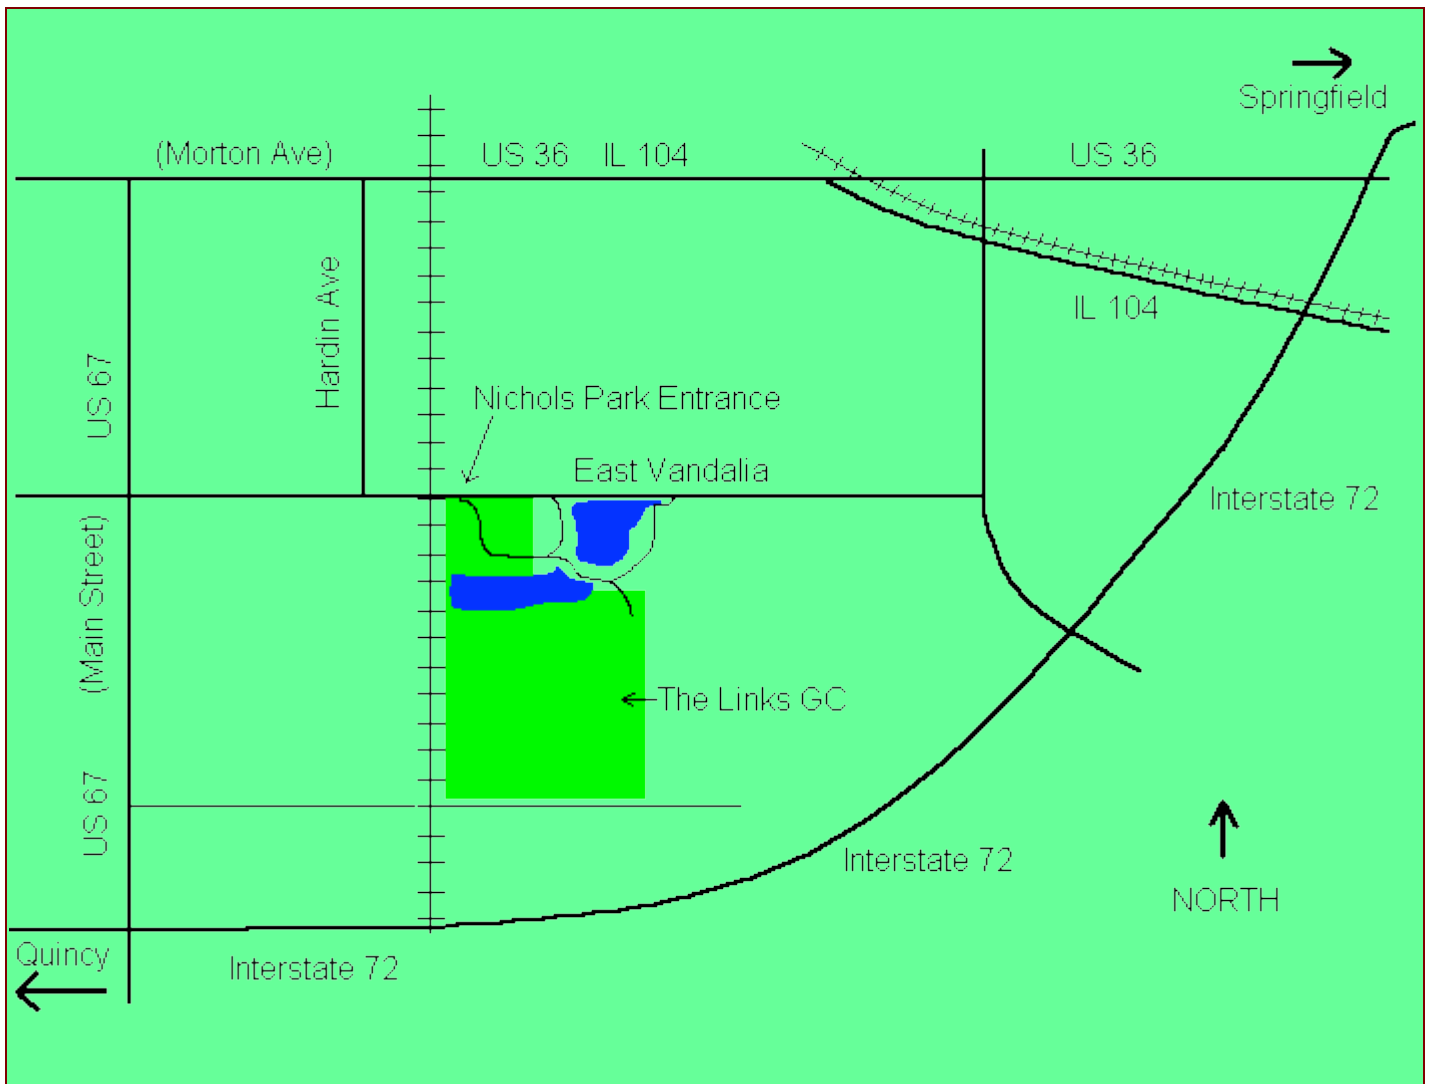 Springfield
(Morton Ave)
US 36
IL 104
US 36
Hardin Ave
IL 104
US 67
Nichols Park Entrance
East Vandalia
Interstate 72
(Main Street)
The Links GC
US 67
Interstate 72
NORTH
Quincy
Interstate 72